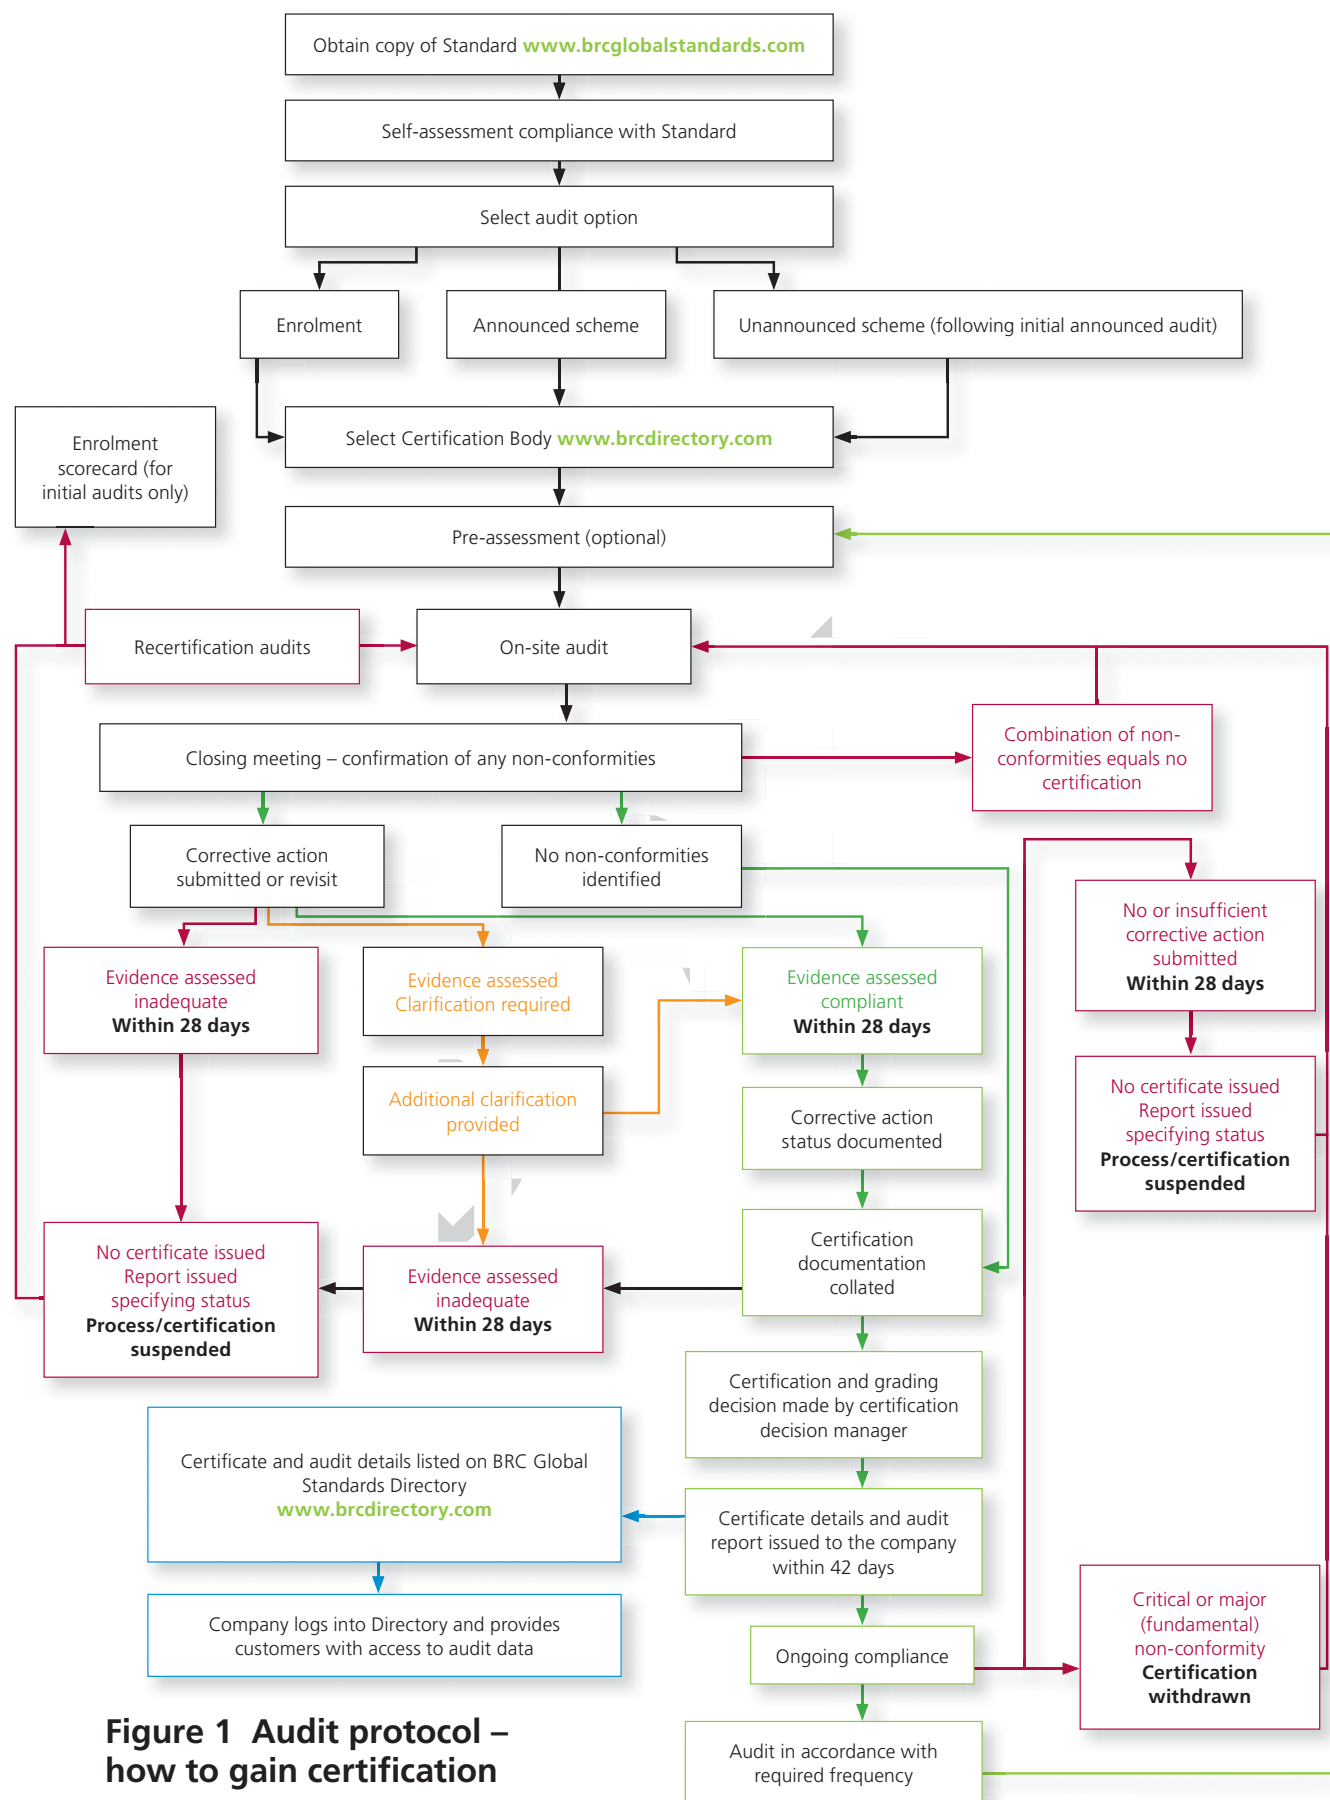 Obtain copy of Standard www.brcglobalstandards.com
Self-assessment compliance with Standard
Select audit option
Enrolment
Announced scheme
Unannounced scheme (following initial announced audit)
Enrolment
scorecard (for
initial audits only)
Select Certification Body www.brcdirectory.com
Pre-assessment (optional)
Recertification audits
On-site audit
Closing meeting – confirmation of any non-conformities
Combination of non-
conformities equals no
certification
Corrective action
submitted or revisit
No non-conformities
identified
No or insufficient
corrective action
submitted
Within 28 days
Evidence assessed
inadequate
Within 28 days
Evidence assessed
Clarification required
Evidence assessed
compliant
Within 28 days
Additional clarification
provided
Corrective action
status documented
No certificate issued
Report issued
specifying status
Process/certification
suspended
No certificate issued
Report issued
specifying status
Process/certification
suspended
Evidence assessed
inadequate
Within 28 days
Certification
documentation
collated
Certification and grading
decision made by certification
decision manager
Certificate and audit details listed on BRC Global
Standards Directory
www.brcdirectory.com
Certificate details and audit
report issued to the company
within 42 days
Company logs into Directory and provides
customers with access to audit data
Ongoing compliance
Critical or major
(fundamental)
non-conformity
Certification
withdrawn
Figure 1 Audit protocol –
how to gain certification
Audit in accordance with
required frequency